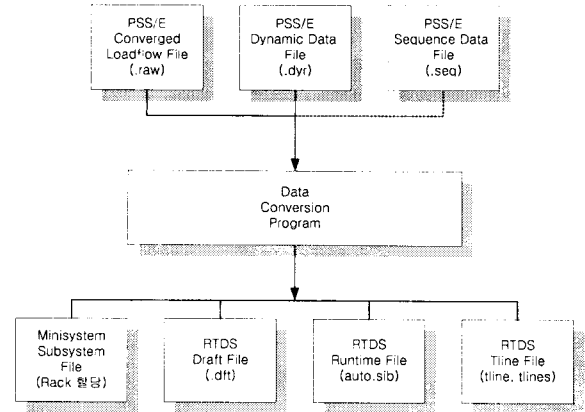 PSS/E
Converged
Loadflow File
(.raw)
PSS/E
Dynamic Data
File
(.dyr)
PSS/E
Sequence Data
File
(.seq)
Data
Conversion
Program
Minisystem
Subsystem
File
(Rack 할당)
RTDS
Draft File
(.dft)
RTDS
Runtime File
(auto.sib)
RTDS
Tline File
(tline, tlines)